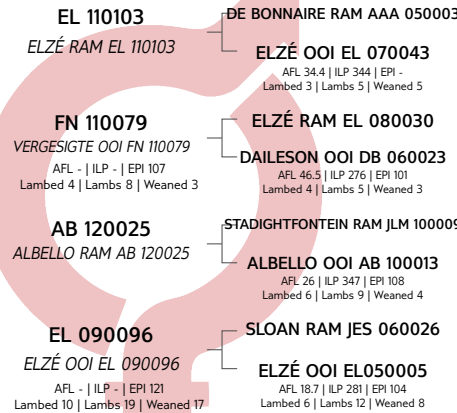 EL 110103
ELZÉ RAM EL 110103
DE BONNAIRE RAM AAA 050003
ELZÉ OOI EL 070043
AFL 34.4 | ILP 344 | EPI -
Lambed 3 | Lambs 5 | Weaned 5
FN 110079
VERGESIGTE OOI FN 110079
AFL - | ILP - | EPI 107
Lambed 4 | Lambs 8 | Weaned 3
ELZÉ RAM EL 080030
DAILESON OOI DB 060023
AFL 46.5 | ILP 276 | EPI 101
Lambed 4 | Lambs 5 | Weaned 3
AB 120025
ALBELLO RAM AB 120025
STADIGHTFONTEIN RAM JLM 100009
ALBELLO OOI AB 100013
AFL 26 | ILP 347 | EPI 108
Lambed 6 | Lambs 9 | Weaned 4
EL 090096
ELZÉ OOI EL 090096
AFL - | ILP - | EPI 121
Lambed 10 | Lambs 19 | Weaned 17
SLOAN RAM JES 060026
ELZÉ OOI EL050005
AFL 18.7 | ILP 281 | EPI 104
Lambed 6 | Lambs 12 | Weaned 8